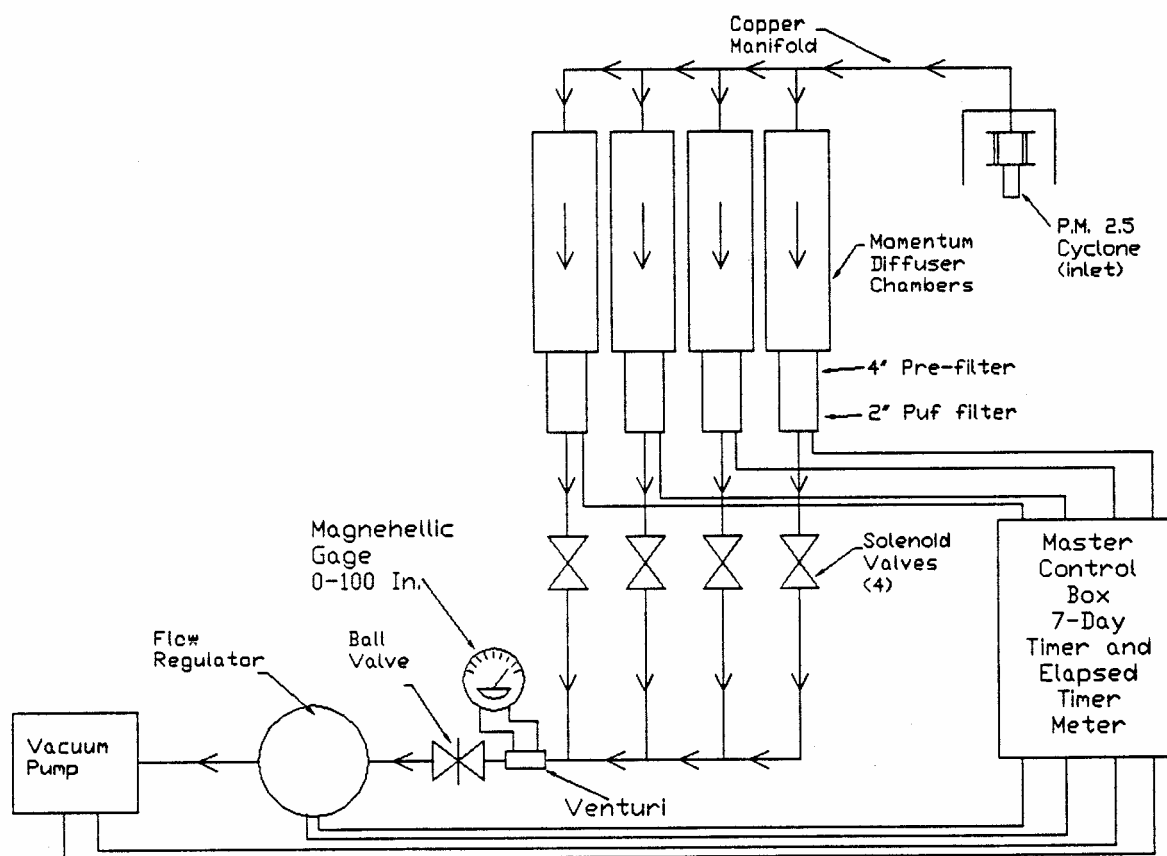 Copper
Manifold
P.M. 2.5
Cyclone
(inlet)
Momentum
Diffuser
Chambers
4" Pre-filter
2" Puf filter
Magnehellic
Gage
0-100 In.
Solenoid
Valves
(4)
Master
Control
Box
7-Day
Timer and
Elapsed
Timer
Meter
Flow
Regulator
Ball
Valve
Vacuum
Pump
Venturi